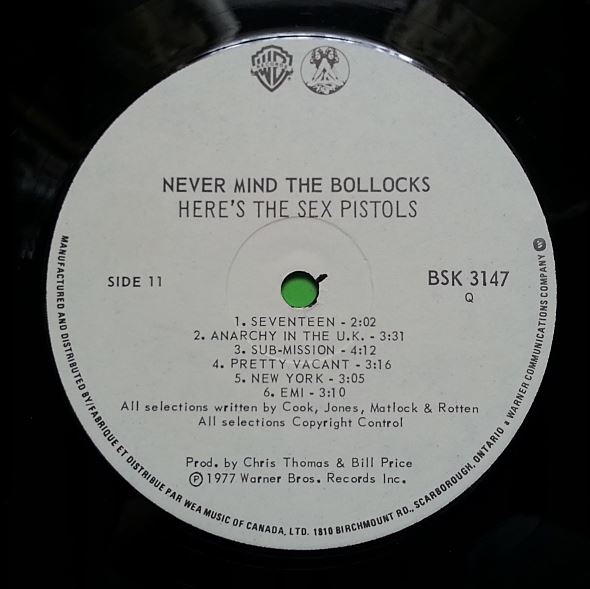 WB
RECORDS
NEVER MIND THE BOLLOCKS
HERE'S THE SEX PISTOLS
SIDE 11
BSK 3147
Q
1. SEVENTEEN - 2:02
2. ANARCHY IN THE U.K. - 3:31
3. SUB-MISSION - 4:12
4. PRETTY VACANT - 3:16
5. NEW YORK - 3:05
6. EMI - 3:10
All selections written by Cook, Jones, Matlock & Rotten
All selections Copyright Control
Prod. by Chris Thomas & Bill Price
Ⓟ 1977 Warner Bros. Records Inc.
MANUFACTURED AND DISTRIBUTED BY/FABRIQUE ET DISTRIBUE PAR WEA MUSIC OF CANADA, LTD. 1810 BIRCHMOUNT RD., SCARBOROUGH, ONTARIO a WARNER COMMUNICATIONS COMPANY